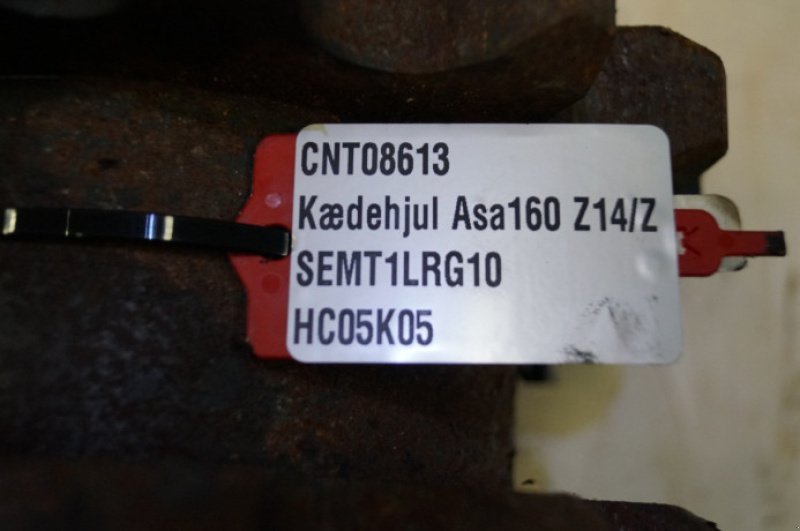 CNT08613
Kædehjul Asa160 Z14/Z
SEMT1LRG10
HC05K05